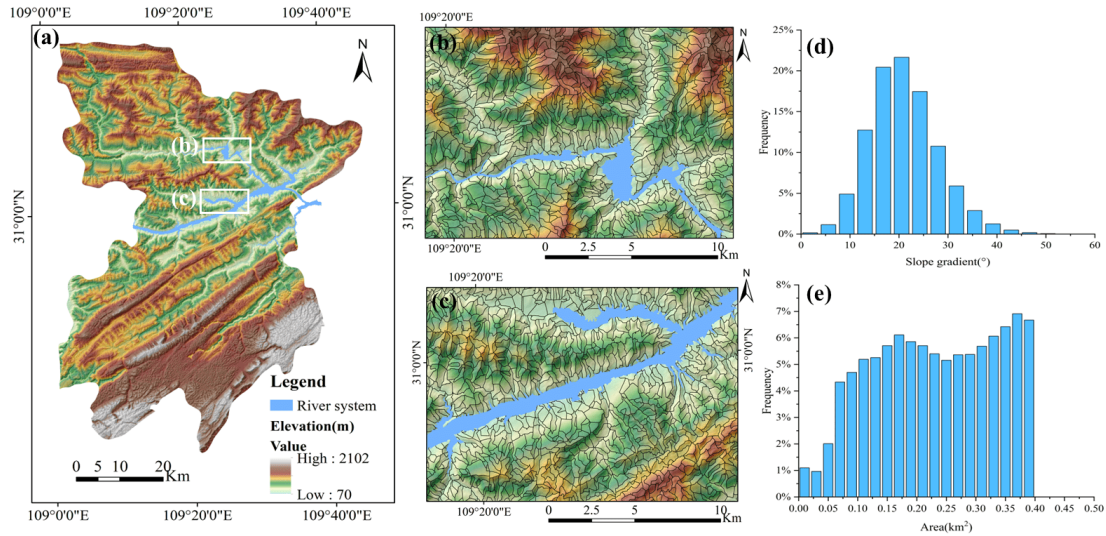 109°0'0"E 109°20'0"E 109°40'0"E
(a)
N
(b)
(c)
31°0'0"N
31°0'0"N
Legend
River system
Elevation(m)
Value
High : 2102
Low : 70
0 5 10 20
Km
109°0'0"E 109°20'0"E 109°40'0"E
109°20'0"E
(b)
N
109°20'0"E
0 2.5 5 10
Km
109°20'0"E
(c)
N
31°0'0"N
31°0'0"N
109°20'0"E
0 2.5 5 10
Km
(d)
25%
20%
15%
10%
5%
0%
Frequency
0 10 20 30 40 50 60
Slope gradient(°)
(e)
8%
7%
6%
5%
4%
3%
2%
1%
0%
Frequency
0.00 0.05 0.10 0.15 0.20 0.25 0.30 0.35 0.40 0.45 0.50
Area(km²)